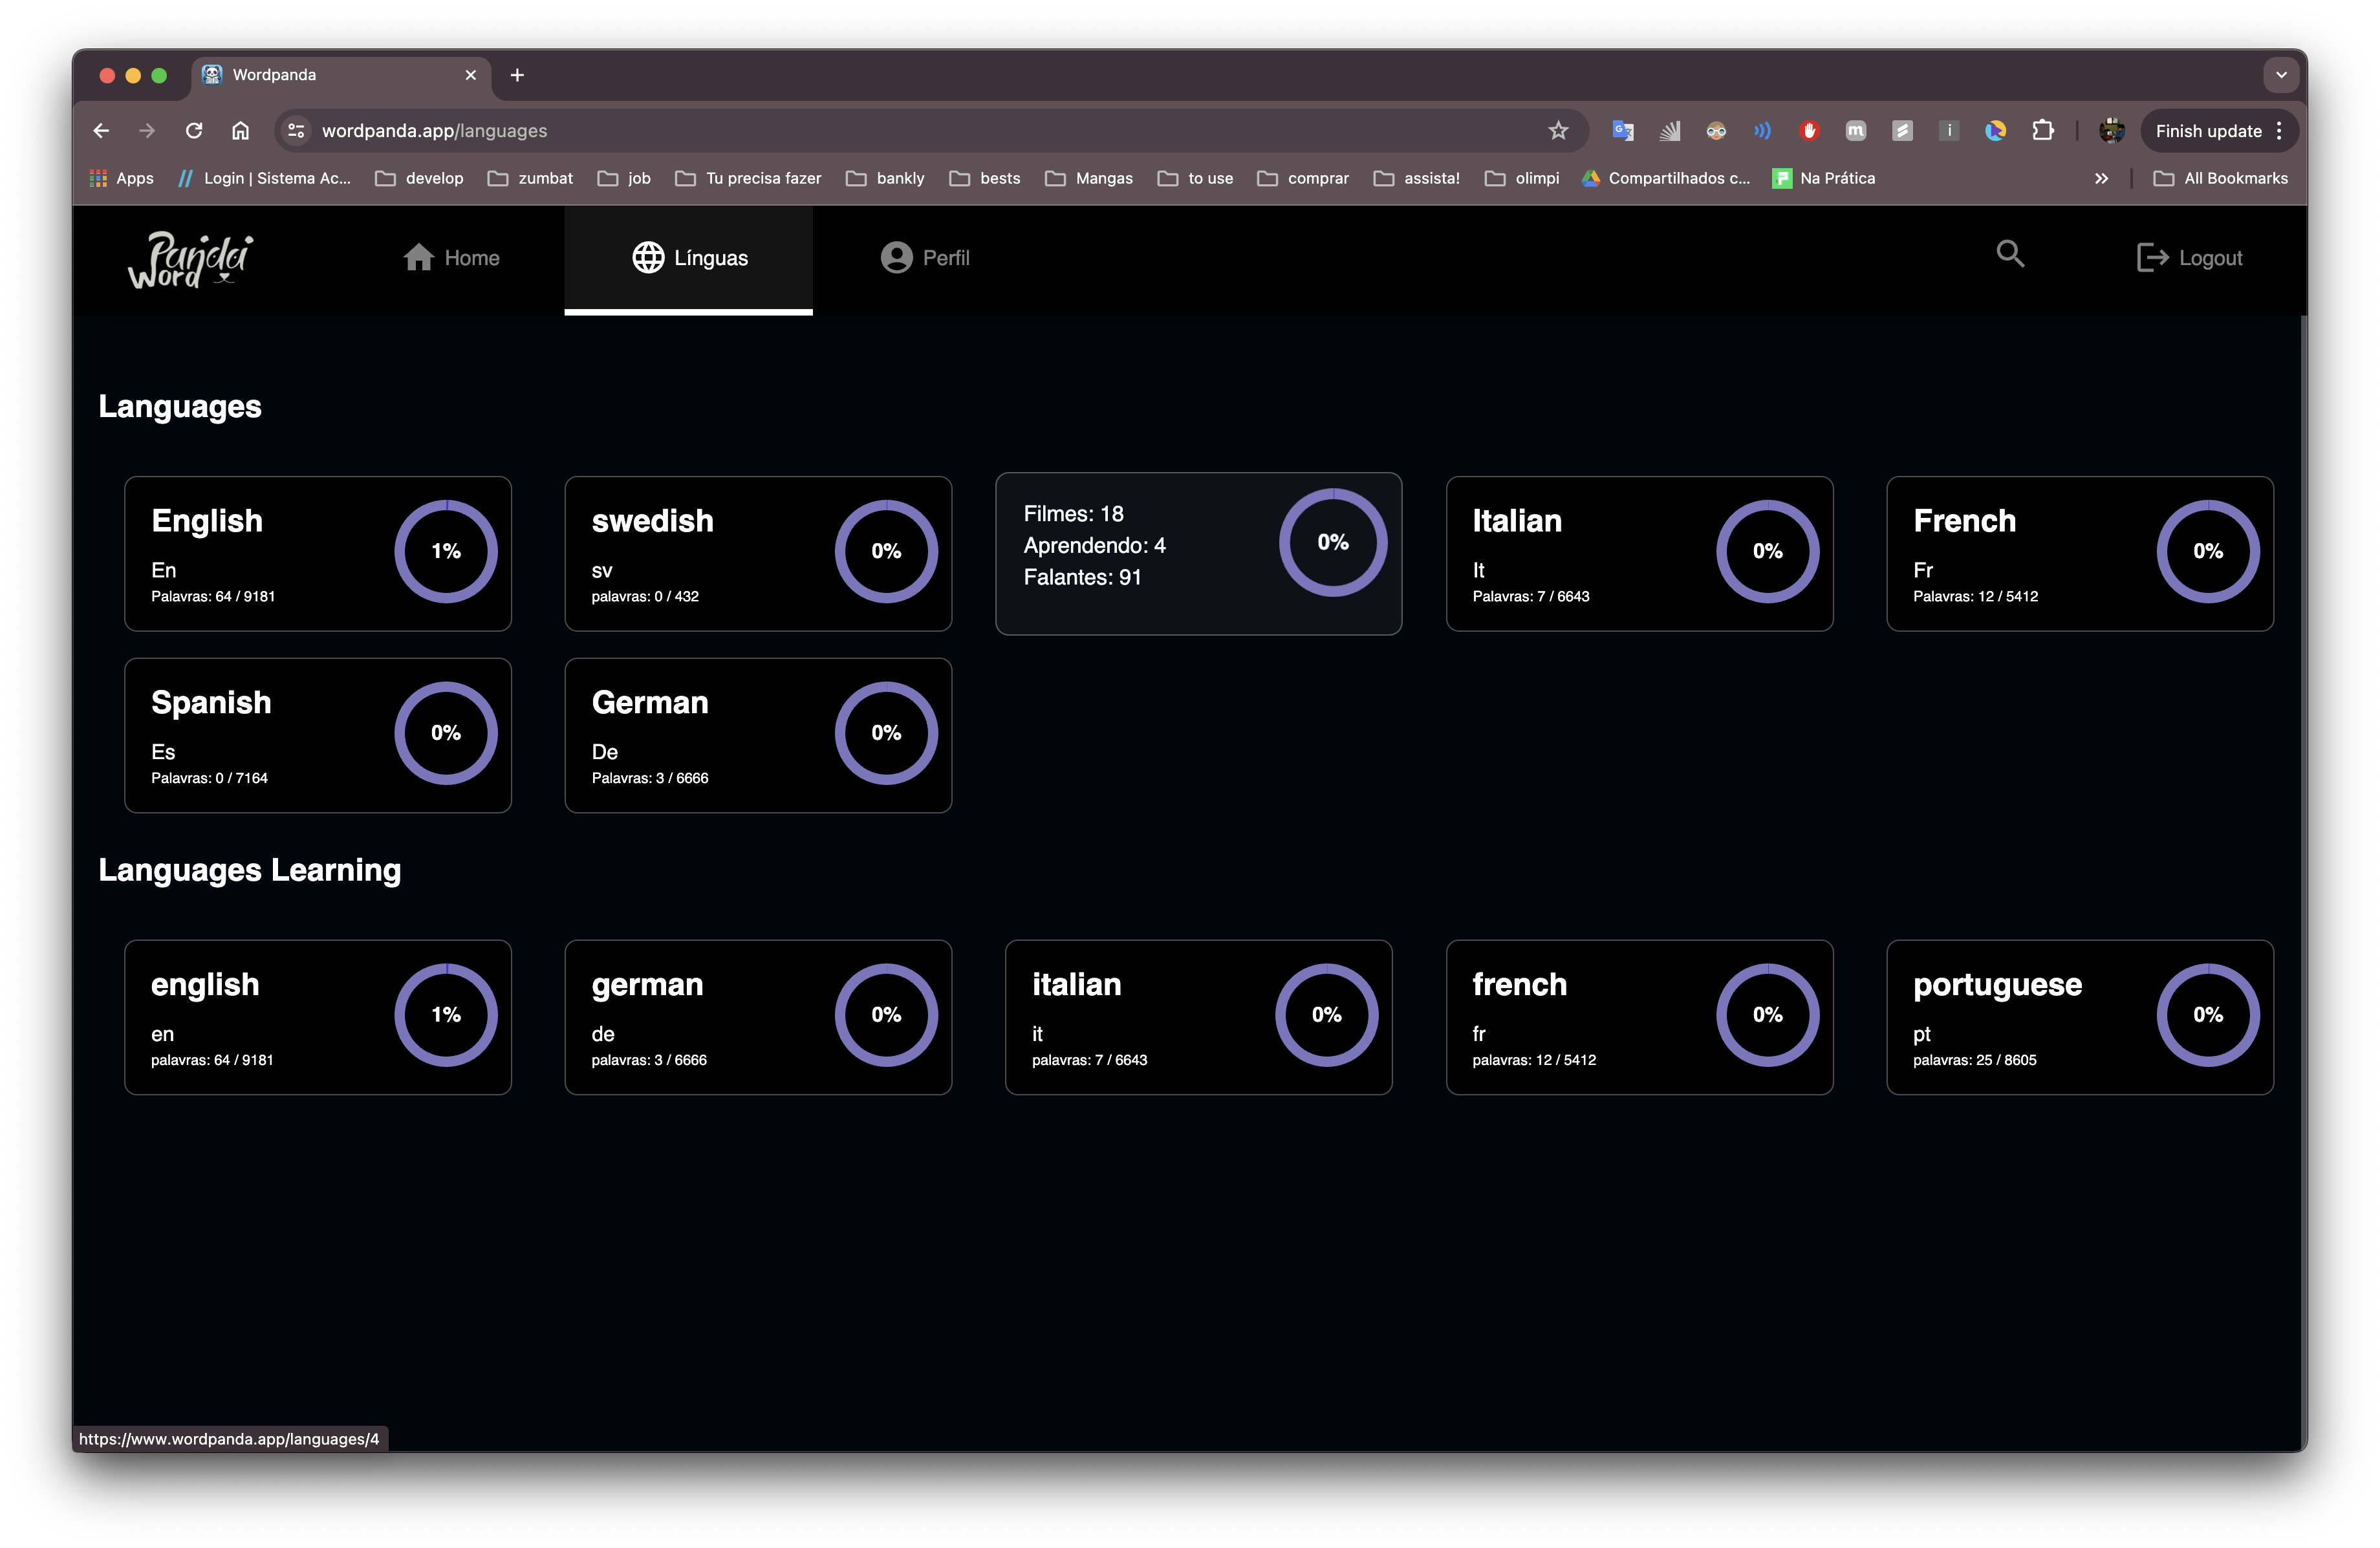 Wordpanda
wordpanda.app/languages
Finish update
Apps
Login | Sistema Ac...
develop
zumbat
job
Tu precisa fazer
bankly
bests
Mangas
to use
comprar
assista!
olimpi
Compartilhados c...
Na Prática
All Bookmarks
Panda
Word
Home
Línguas
Perfil
Logout
Languages
English
En
Palavras: 64 / 9181
1%
swedish
sv
palavras: 0 / 432
0%
Filmes: 18
Aprendendo: 4
Falantes: 91
0%
Italian
It
Palavras: 7 / 6643
0%
French
Fr
Palavras: 12 / 5412
0%
Spanish
Es
Palavras: 0 / 7164
0%
German
De
Palavras: 3 / 6666
0%
Languages Learning
english
en
palavras: 64 / 9181
1%
german
de
palavras: 3 / 6666
0%
italian
it
palavras: 7 / 6643
0%
french
fr
palavras: 12 / 5412
0%
portuguese
pt
palavras: 25 / 8605
0%
https://www.wordpanda.app/languages/4